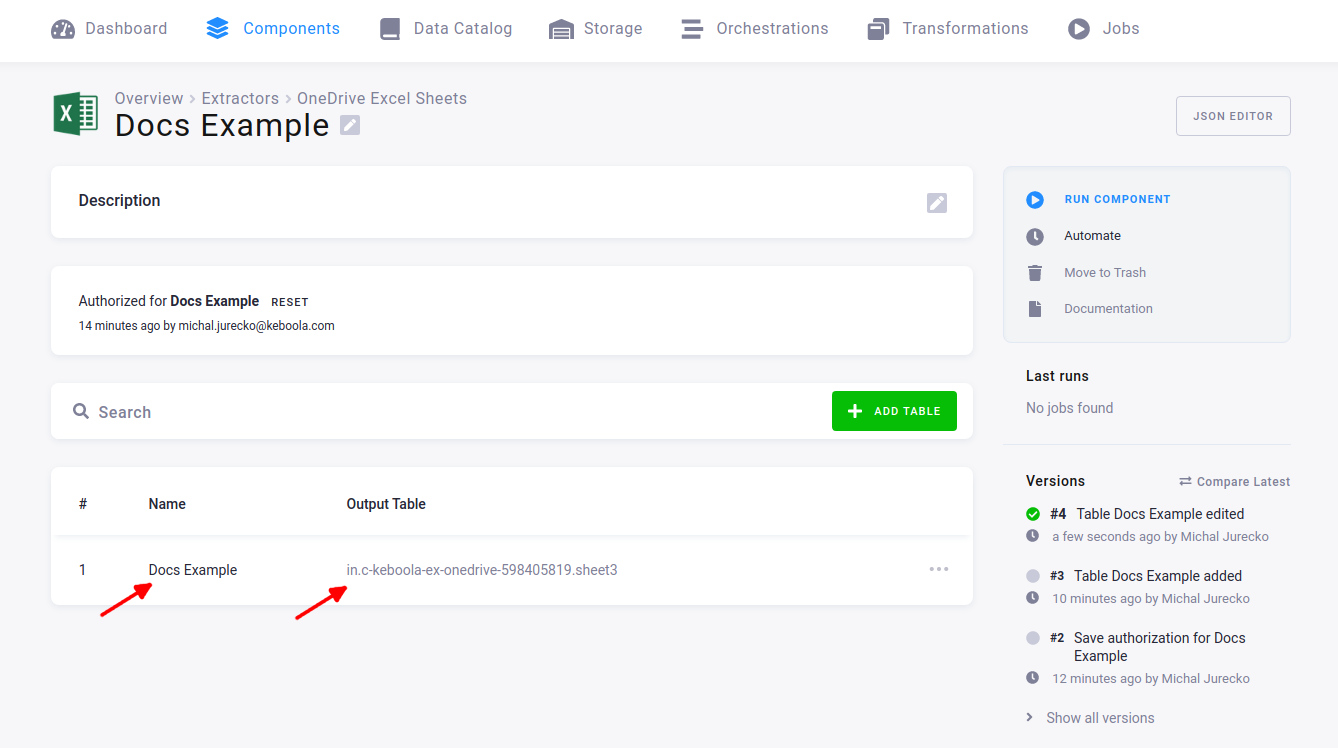 Dashboard Components Data Catalog Storage Orchestrations Transformations Jobs
X
Overview > Extractors > OneDrive Excel Sheets
Docs Example
JSON EDITOR
Description
Authorized for Docs Example RESET
14 minutes ago by michal.jurecko@keboola.com
Search
ADD TABLE
# Name Output Table
1 Docs Example in.c-keboola-ex-onedrive-598405819.sheet3
RUN COMPONENT
Automate
Move to Trash
Documentation
Last runs
No jobs found
Versions Compare Latest
#4 Table Docs Example edited
a few seconds ago by Michal Jurecko
#3 Table Docs Example added
10 minutes ago by Michal Jurecko
#2 Save authorization for Docs
Example
12 minutes ago by Michal Jurecko
Show all versions